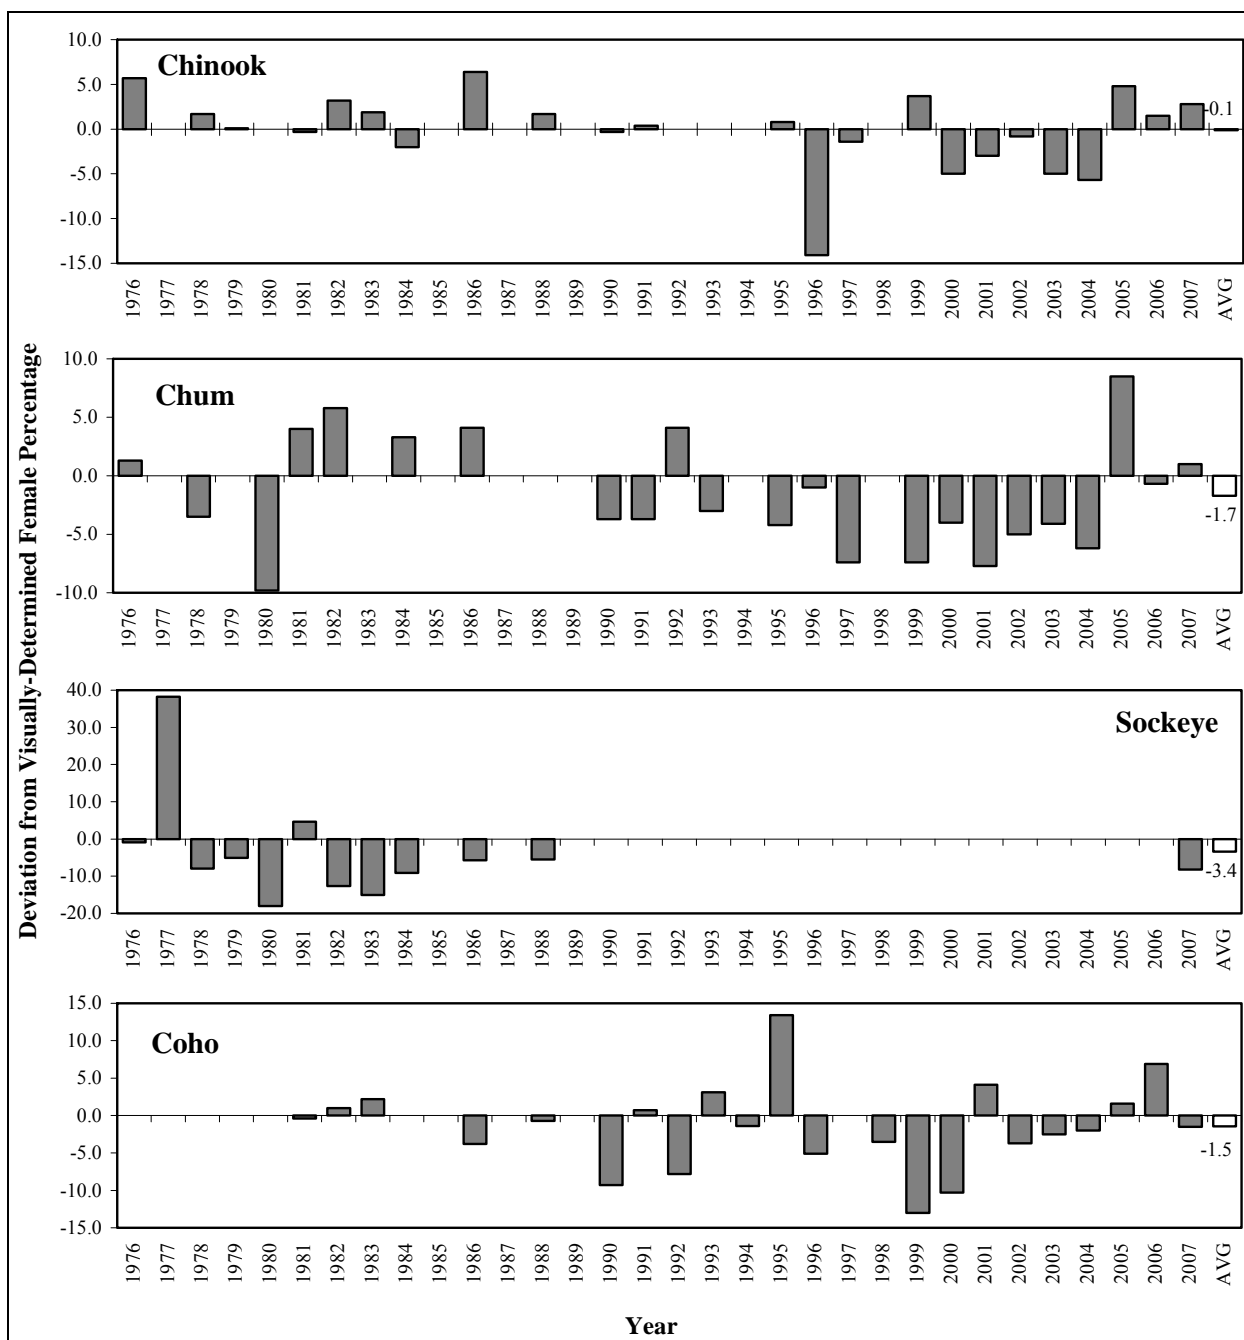 Deviation from Visually-Determined Female Percentage
Chinook
10.0
5.0
0.0
-5.0
-10.0
-15.0
-0.1
1976 1977 1978 1979 1980 1981 1982 1983 1984 1985 1986 1987 1988 1989 1990 1991 1992 1993 1994 1995 1996 1997 1998 1999 2000 2001 2002 2003 2004 2005 2006 2007 AVG
Chum
10.0
5.0
0.0
-5.0
-10.0
-1.7
1976 1977 1978 1979 1980 1981 1982 1983 1984 1985 1986 1987 1988 1989 1990 1991 1992 1993 1994 1995 1996 1997 1998 1999 2000 2001 2002 2003 2004 2005 2006 2007 AVG
Sockeye
40.0
30.0
20.0
10.0
0.0
-10.0
-20.0
-3.4
1976 1977 1978 1979 1980 1981 1982 1983 1984 1985 1986 1987 1988 1989 1990 1991 1992 1993 1994 1995 1996 1997 1998 1999 2000 2001 2002 2003 2004 2005 2006 2007 AVG
Coho
15.0
10.0
5.0
0.0
-5.0
-10.0
-15.0
-1.5
1976 1977 1978 1979 1980 1981 1982 1983 1984 1985 1986 1987 1988 1989 1990 1991 1992 1993 1994 1995 1996 1997 1998 1999 2000 2001 2002 2003 2004 2005 2006 2007 AVG
Year